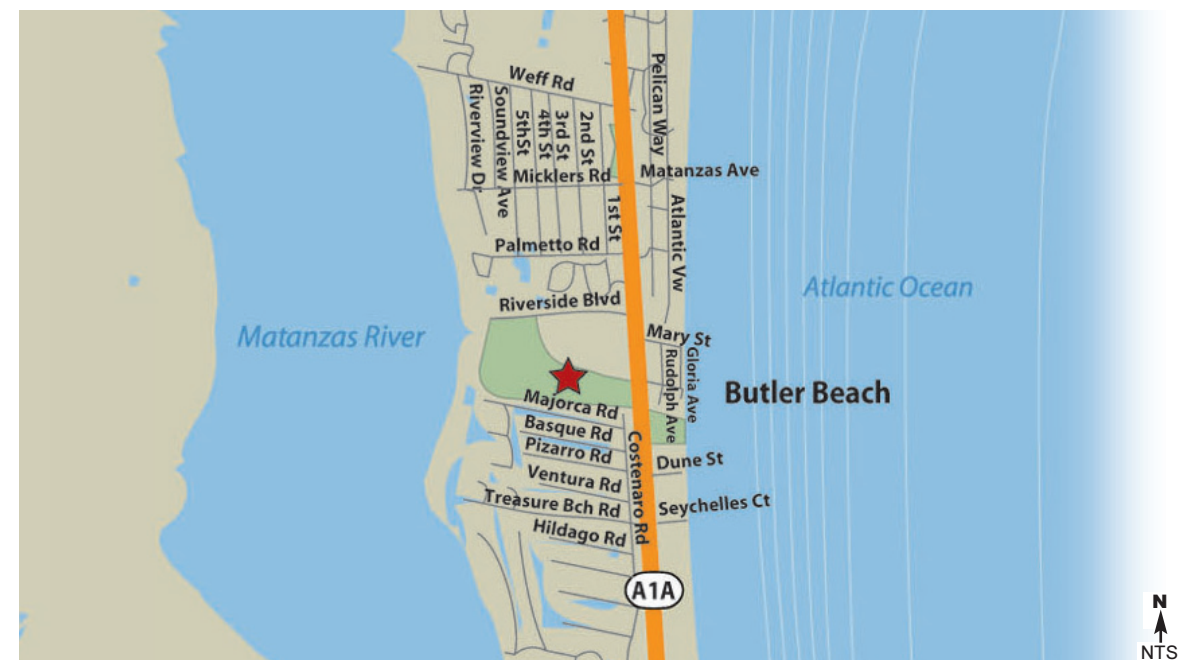 Weff Rd
Pelican Way
Riverview Dr
Soundview Ave
5thSt
4th St
3rd St
2nd St
Micklers Rd
Matanzas Ave
1st St
Atlantic Vw
Palmetto Rd
Atlantic Ocean
Riverside Blvd
Matanzas River
Mary St
Rudolph Ave
Gloria Ave
Butler Beach
Majorca Rd
Basque Rd
Pizarro Rd
Costenaro Rd
Dune St
Ventura Rd
Treasure Bch Rd
Seychelles Ct
Hildago Rd
A1A
N
NTS